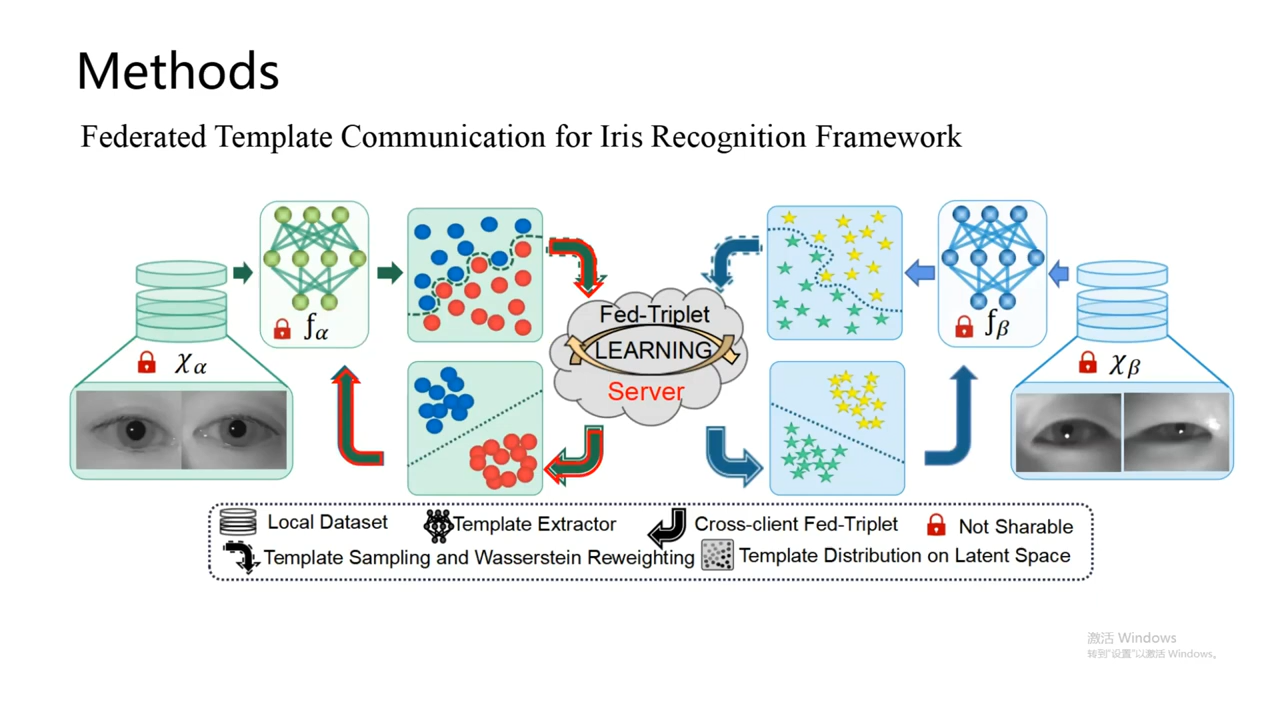 Methods
Federated Template Communication for Iris Recognition Framework
fα
Fed-Triplet
LEARNING
Server
fβ
χα
χβ
Local Dataset
Template Extractor
Cross-client Fed-Triplet
Not Sharable
Template Sampling and Wasserstein Reweighting
Template Distribution on Latent Space
激活 Windows
转到"设置"以激活 Windows。